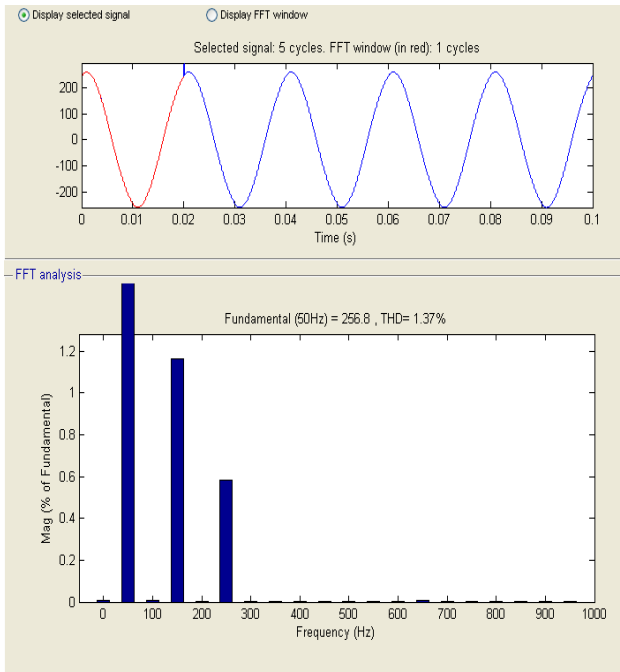 Display selected signal
Display FFT window
Selected signal: 5 cycles. FFT window (in red): 1 cycles
200
100
0
-100
-200
0 0.01 0.02 0.03 0.04 0.05 0.06 0.07 0.08 0.09 0.1
Time (s)
FFT analysis
Fundamental (50Hz) = 256.8 , THD= 1.37%
Mag (% of Fundamental)
1.2
1
0.8
0.6
0.4
0.2
0
0 100 200 300 400 500 600 700 800 900 1000
Frequency (Hz)